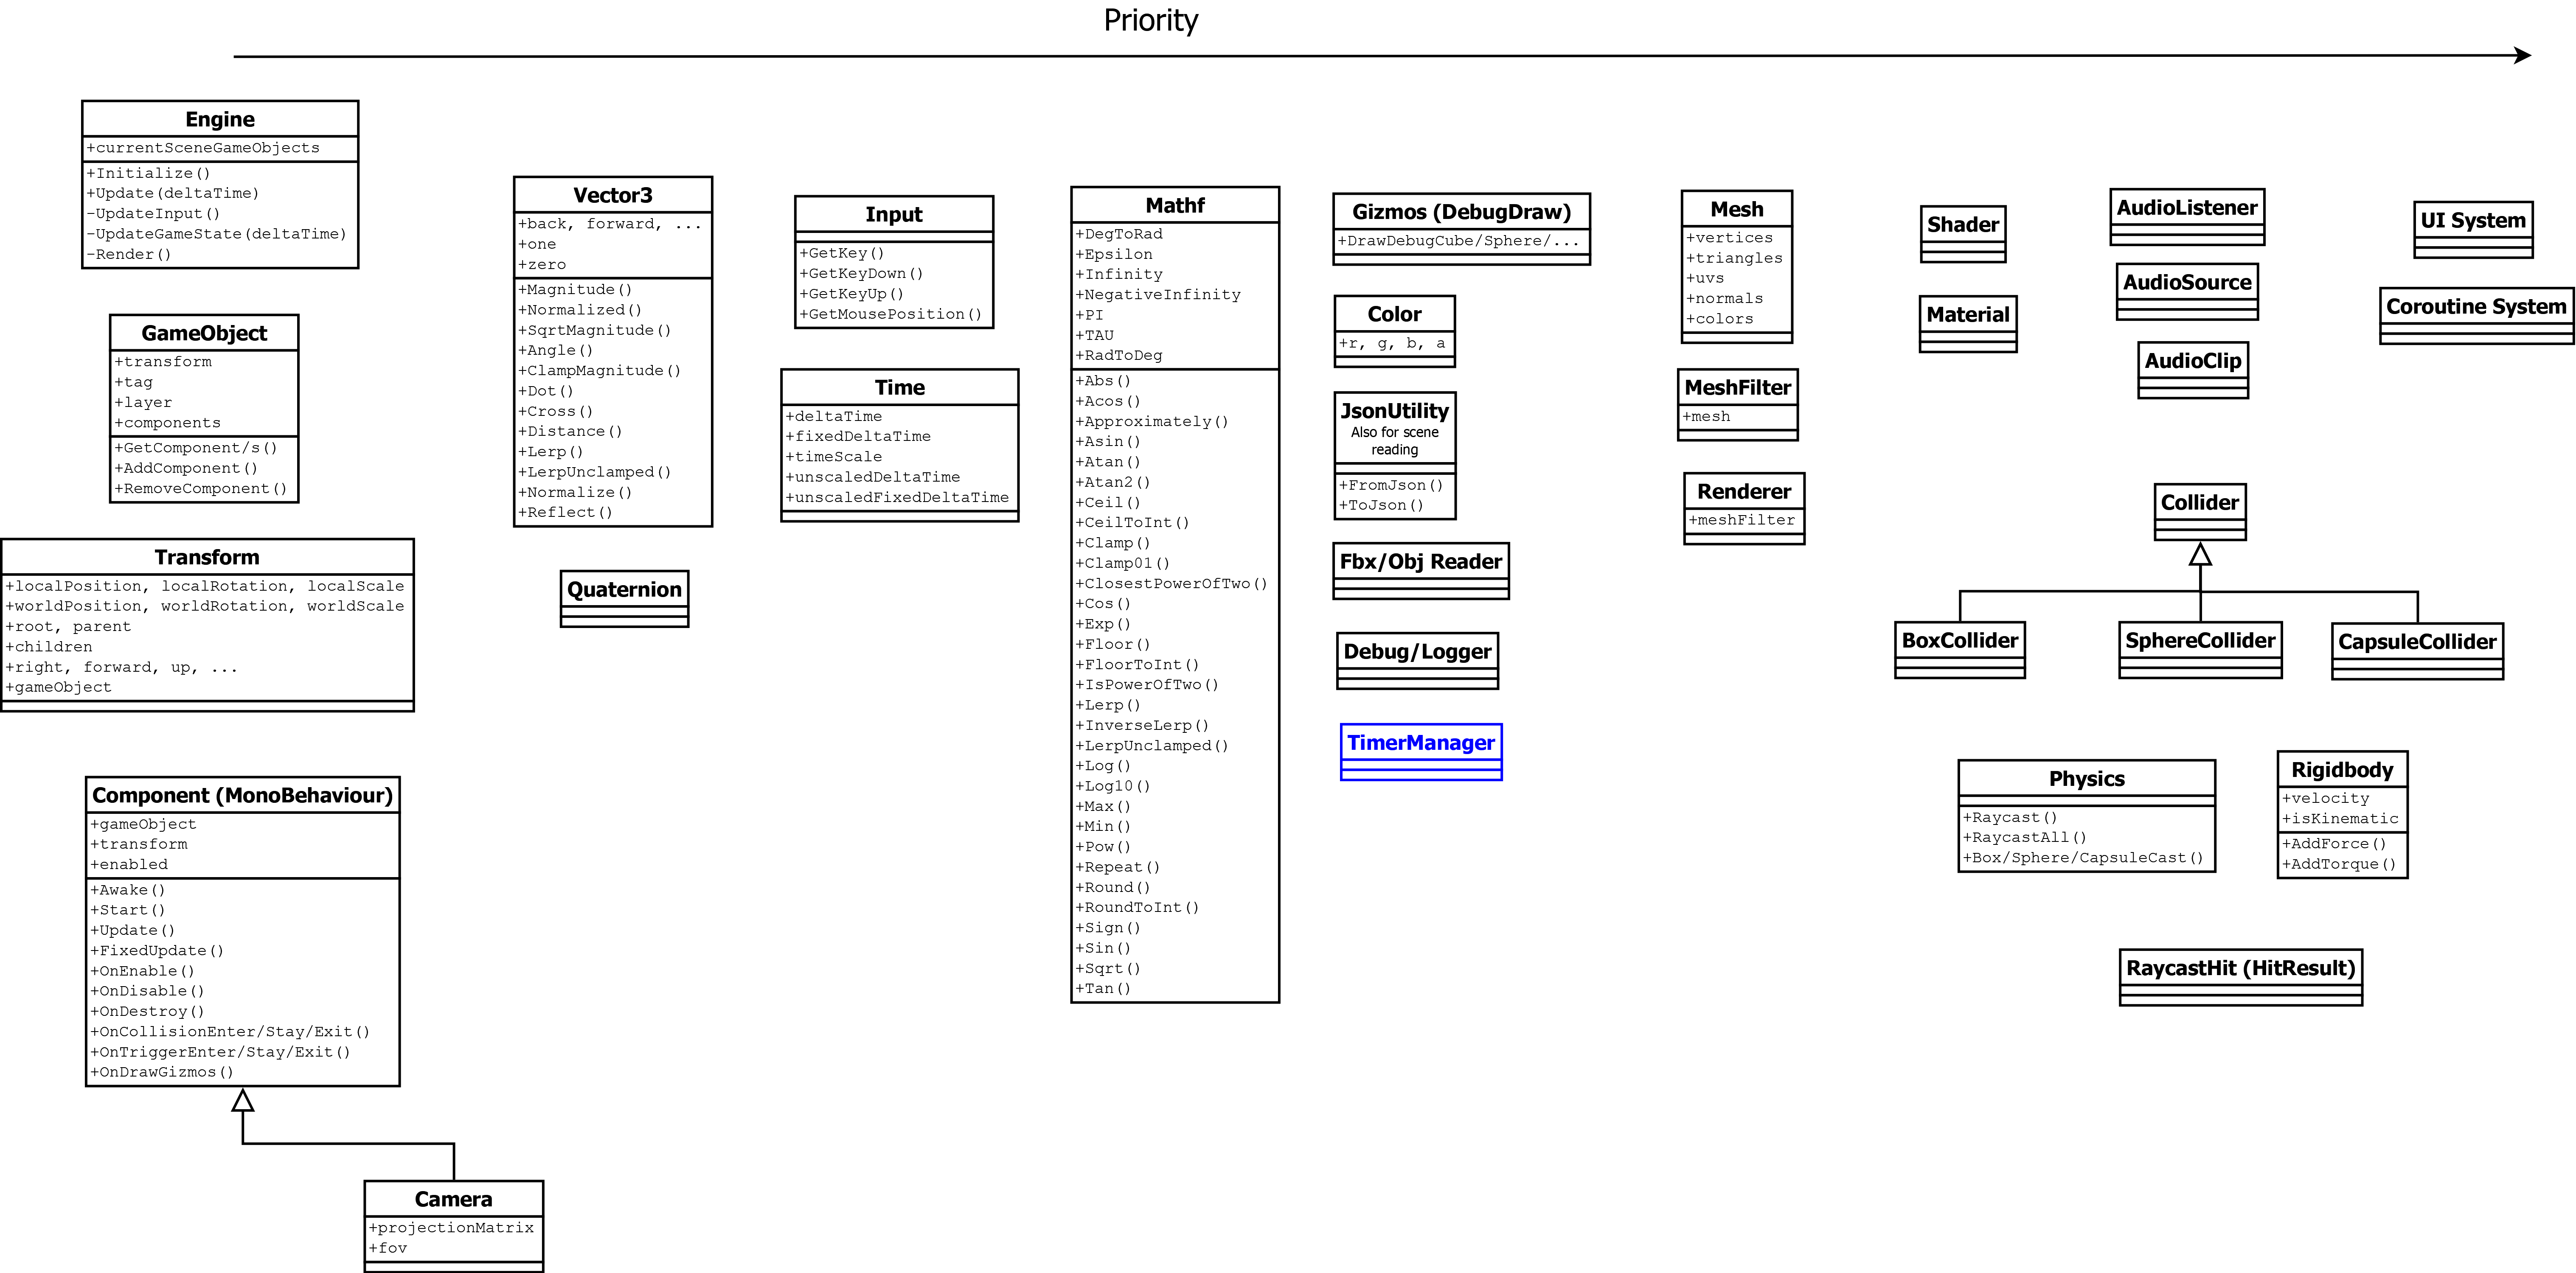 Priority
Engine
+currentSceneGameObjects
+Initialize()
+Update(deltaTime)
-UpdateInput()
-UpdateGameState(deltaTime)
-Render()
GameObject
+transform
+tag
+layer
+components
+GetComponent/s()
+AddComponent()
+RemoveComponent()
Transform
+localPosition, localRotation, localScale
+worldPosition, worldRotation, worldScale
+root, parent
+children
+right, forward, up, ...
+gameObject
Component (MonoBehaviour)
+gameObject
+transform
+enabled
+Awake()
+Start()
+Update()
+FixedUpdate()
+OnEnable()
+OnDisable()
+OnDestroy()
+OnCollisionEnter/Stay/Exit()
+OnTriggerEnter/Stay/Exit()
+OnDrawGizmos()
Camera
+projectionMatrix
+fov
Vector3
+back, forward, ...
+one
+zero
+Magnitude()
+Normalized()
+SqrtMagnitude()
+Angle()
+ClampMagnitude()
+Dot()
+Cross()
+Distance()
+Lerp()
+LerpUnclamped()
+Normalize()
+Reflect()
Quaternion
Input
+GetKey()
+GetKeyDown()
+GetKeyUp()
+GetMousePosition()
Time
+deltaTime
+fixedDeltaTime
+timeScale
+unscaledDeltaTime
+unscaledFixedDeltaTime
Mathf
+DegToRad
+Epsilon
+Infinity
+NegativeInfinity
+PI
+TAU
+RadToDeg
+Abs()
+Acos()
+Approximately()
+Asin()
+Atan()
+Atan2()
+Ceil()
+CeilToInt()
+Clamp()
+Clamp01()
+ClosestPowerOfTwo()
+Cos()
+Exp()
+Floor()
+FloorToInt()
+IsPowerOfTwo()
+Lerp()
+InverseLerp()
+LerpUnclamped()
+Log()
+Log10()
+Max()
+Min()
+Pow()
+Repeat()
+Round()
+RoundToInt()
+Sign()
+Sin()
+Sqrt()
+Tan()
Gizmos (DebugDraw)
+DrawDebugCube/Sphere/...
Color
+r, g, b, a
JsonUtility
Also for scene
reading
+FromJson()
+ToJson()
Fbx/Obj Reader
Debug/Logger
TimerManager
Mesh
+vertices
+triangles
+uvs
+normals
+colors
MeshFilter
+mesh
Renderer
+meshFilter
Shader
Material
AudioListener
AudioSource
AudioClip
UI System
Coroutine System
Collider
BoxCollider
SphereCollider
CapsuleCollider
Physics
+Raycast()
+RaycastAll()
+Box/Sphere/CapsuleCast()
Rigidbody
+velocity
+isKinematic
+AddForce()
+AddTorque()
RaycastHit (HitResult)